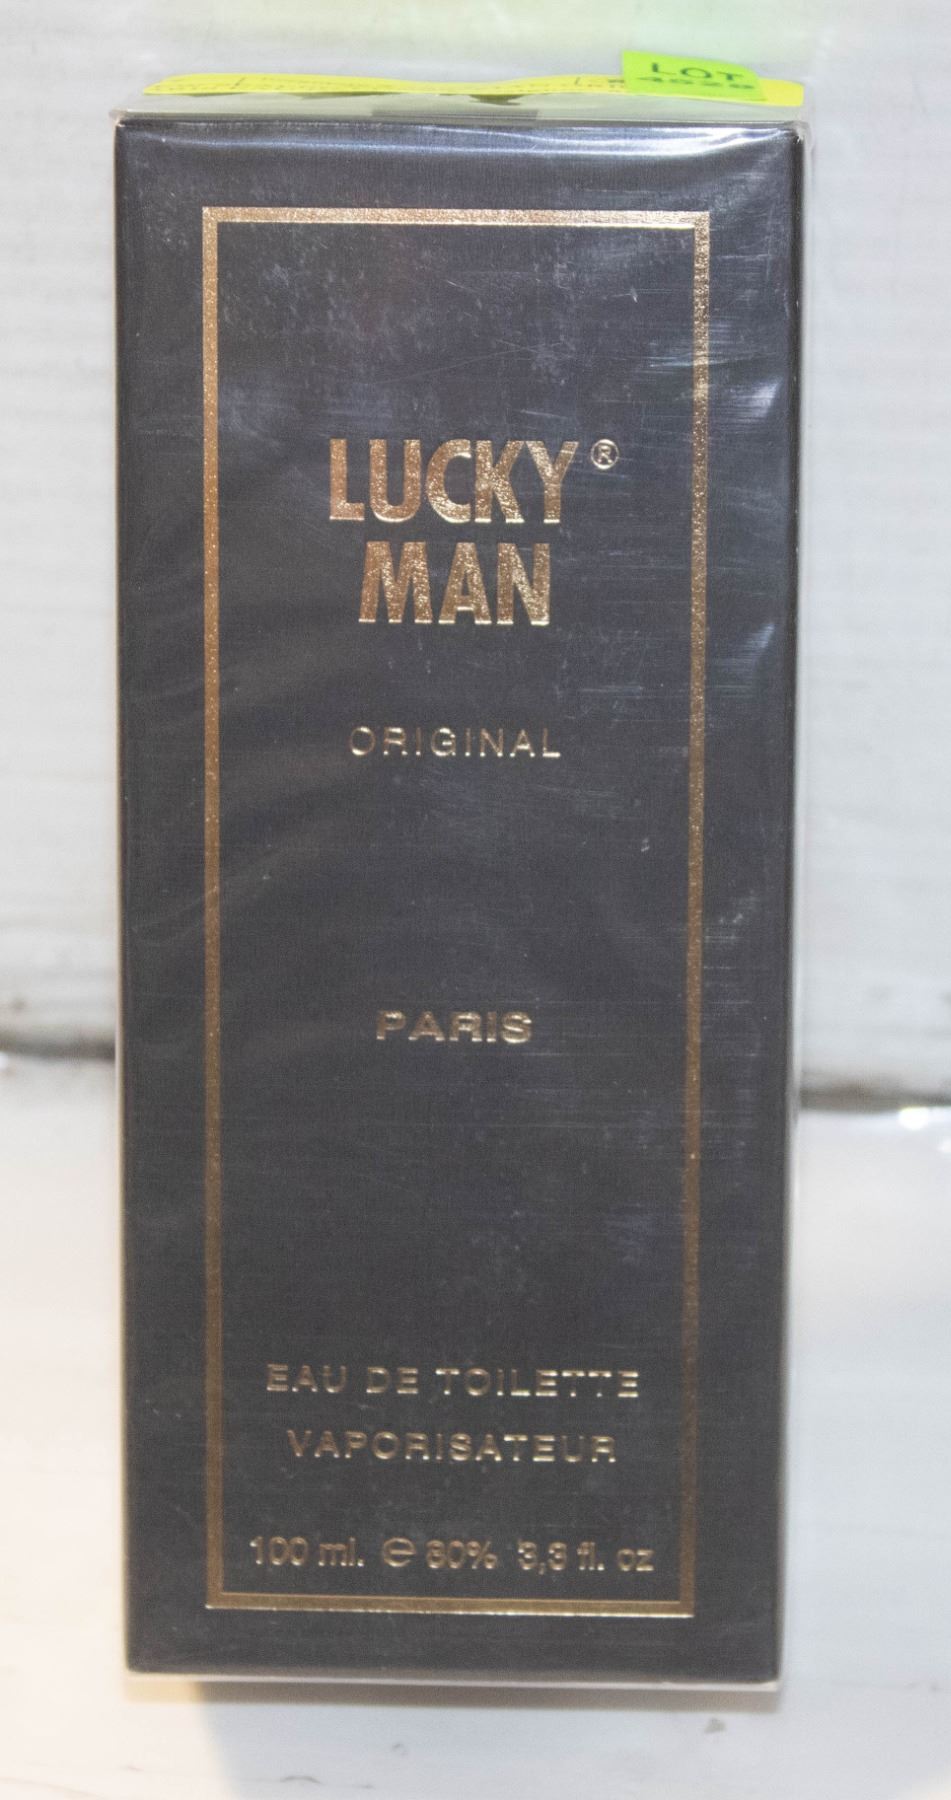 LOT
LUCKY®
MAN
ORIGINAL
PARIS
EAU DE TOILETTE
VAPORISATEUR
100 ml. ℮ 80% 3,3 fl. oz